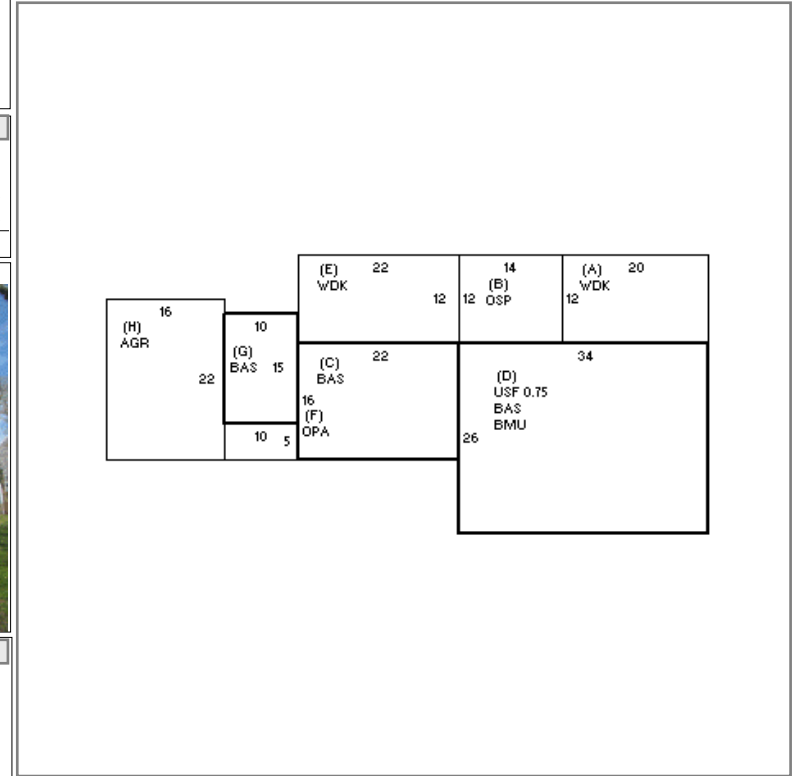 (E) 22
WDK
12
14
(B)
12 OSP
(A) 20
WDK
12
16
(H)
AGR
22
10
(G)
BAS 15
10 5
22
(C)
BAS
16
(F)
OPA
34
(D)
USF 0.75
BAS
BMU
26